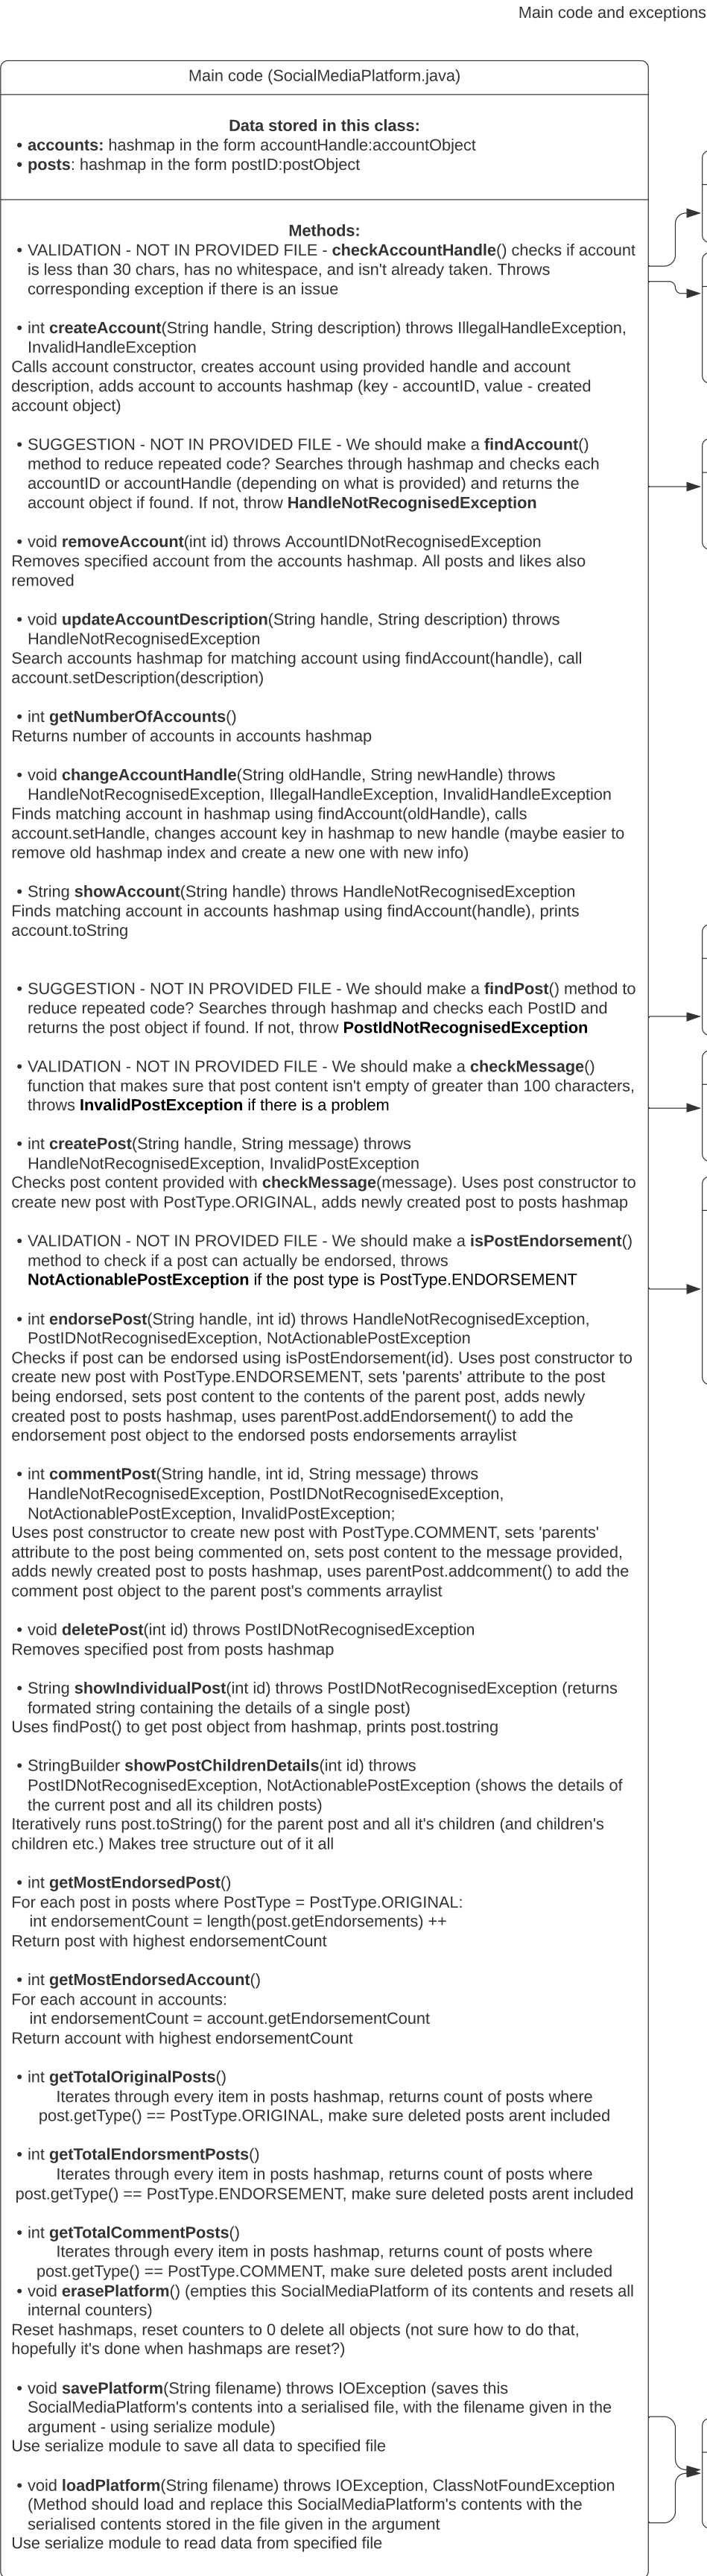 Main code and exceptions
Main code (SocialMediaPlatform.java)
Data stored in this class:
• accounts: hashmap in the form accountHandle:accountObject
• posts: hashmap in the form postID:postObject
Methods:
• VALIDATION - NOT IN PROVIDED FILE - checkAccountHandle() checks if account
is less than 30 chars, has no whitespace, and isn't already taken. Throws
corresponding exception if there is an issue
• int createAccount(String handle, String description) throws IllegalHandleException,
InvalidHandleException
Calls account constructor, creates account using provided handle and account
description, adds account to accounts hashmap (key - accountID, value - created
account object)
• SUGGESTION - NOT IN PROVIDED FILE - We should make a findAccount()
method to reduce repeated code? Searches through hashmap and checks each
accountID or accountHandle (depending on what is provided) and returns the
account object if found. If not, throw HandleNotRecognisedException
• void removeAccount(int id) throws AccountIDNotRecognisedException
Removes specified account from the accounts hashmap. All posts and likes also
removed
• void updateAccountDescription(String handle, String description) throws
HandleNotRecognisedException
Search accounts hashmap for matching account using findAccount(handle), call
account.setDescription(description)
• int getNumberOfAccounts()
Returns number of accounts in accounts hashmap
• void changeAccountHandle(String oldHandle, String newHandle) throws
HandleNotRecognisedException, IllegalHandleException, InvalidHandleException
Finds matching account in hashmap using findAccount(oldHandle), calls
account.setHandle, changes account key in hashmap to new handle (maybe easier to
remove old hashmap index and create a new one with new info)
• String showAccount(String handle) throws HandleNotRecognisedException
Finds matching account in accounts hashmap using findAccount(handle), prints
account.toString
• SUGGESTION - NOT IN PROVIDED FILE - We should make a findPost() method to
reduce repeated code? Searches through hashmap and checks each PostID and
returns the post object if found. If not, throw PostIdNotRecognisedException
• VALIDATION - NOT IN PROVIDED FILE - We should make a checkMessage()
function that makes sure that post content isn't empty of greater than 100 characters,
throws InvalidPostException if there is a problem
• int createPost(String handle, String message) throws
HandleNotRecognisedException, InvalidPostException
Checks post content provided with checkMessage(message). Uses post constructor to
create new post with PostType.ORIGINAL, adds newly created post to posts hashmap
• VALIDATION - NOT IN PROVIDED FILE - We should make a isPostEndorsement()
method to check if a post can actually be endorsed, throws
NotActionablePostException if the post type is PostType.ENDORSEMENT
• int endorsePost(String handle, int id) throws HandleNotRecognisedException,
PostIDNotRecognisedException, NotActionablePostException
Checks if post can be endorsed using isPostEndorsement(id). Uses post constructor to
create new post with PostType.ENDORSEMENT, sets 'parents' attribute to the post
being endorsed, sets post content to the contents of the parent post, adds newly
created post to posts hashmap, uses parentPost.addEndorsement() to add the
endorsement post object to the endorsed posts endorsements arraylist
• int commentPost(String handle, int id, String message) throws
HandleNotRecognisedException, PostIDNotRecognisedException,
NotActionablePostException, InvalidPostException;
Uses post constructor to create new post with PostType.COMMENT, sets 'parents'
attribute to the post being commented on, sets post content to the message provided,
adds newly created post to posts hashmap, uses parentPost.addcomment() to add the
comment post object to the parent post's comments arraylist
• void deletePost(int id) throws PostIDNotRecognisedException
Removes specified post from posts hashmap
• String showIndividualPost(int id) throws PostIDNotRecognisedException (returns
formated string containing the details of a single post)
Uses findPost() to get post object from hashmap, prints post.tostring
• StringBuilder showPostChildrenDetails(int id) throws
PostIDNotRecognisedException, NotActionablePostException (shows the details of
the current post and all its children posts)
Iteratively runs post.toString() for the parent post and all it's children (and children's
children etc.) Makes tree structure out of it all
• int getMostEndorsedPost()
For each post in posts where PostType = PostType.ORIGINAL:
int endorsementCount = length(post.getEndorsements) ++
Return post with highest endorsementCount
• int getMostEndorsedAccount()
For each account in accounts:
int endorsementCount = account.getEndorsementCount
Return account with highest endorsementCount
• int getTotalOriginalPosts()
Iterates through every item in posts hashmap, returns count of posts where
post.getType() == PostType.ORIGINAL, make sure deleted posts arent included
• int getTotalEndorsmentPosts()
Iterates through every item in posts hashmap, returns count of posts where
post.getType() == PostType.ENDORSEMENT, make sure deleted posts arent included
• int getTotalCommentPosts()
Iterates through every item in posts hashmap, returns count of posts where
post.getType() == PostType.COMMENT, make sure deleted posts arent included
• void erasePlatform() (empties this SocialMediaPlatform of its contents and resets all
internal counters)
Reset hashmaps, reset counters to 0 delete all objects (not sure how to do that,
hopefully it's done when hashmaps are reset?)
• void savePlatform(String filename) throws IOException (saves this
SocialMediaPlatform's contents into a serialised file, with the filename given in the
argument - using serialize module)
Use serialize module to save all data to specified file
• void loadPlatform(String filename) throws IOException, ClassNotFoundException
(Method should load and replace this SocialMediaPlatform's contents with the
serialised contents stored in the file given in the argument
Use serialize module to read data from specified file